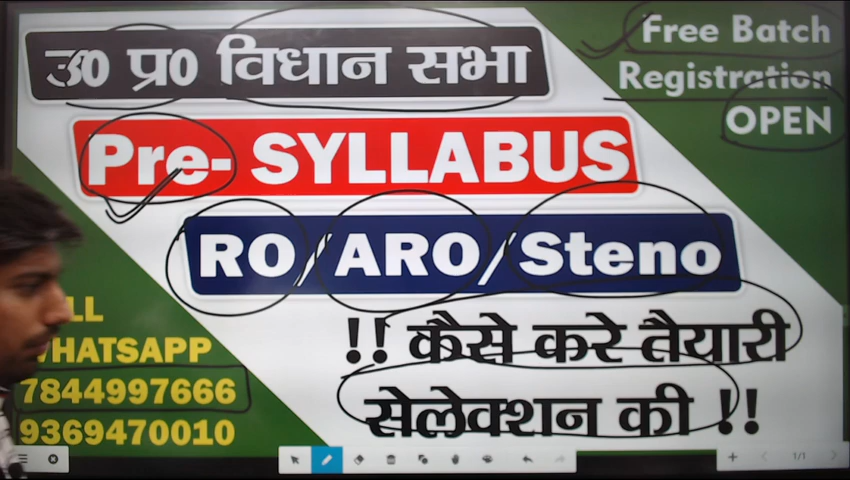 उ0 प्र0 विधान सभा
Free Batch
Registration
OPEN
Pre- SYLLABUS
RO/ARO/Steno
!! कैसे करे तैयारी
सेलेक्शन की !!
WHATSAPP
7844997666
9369470010
1/1